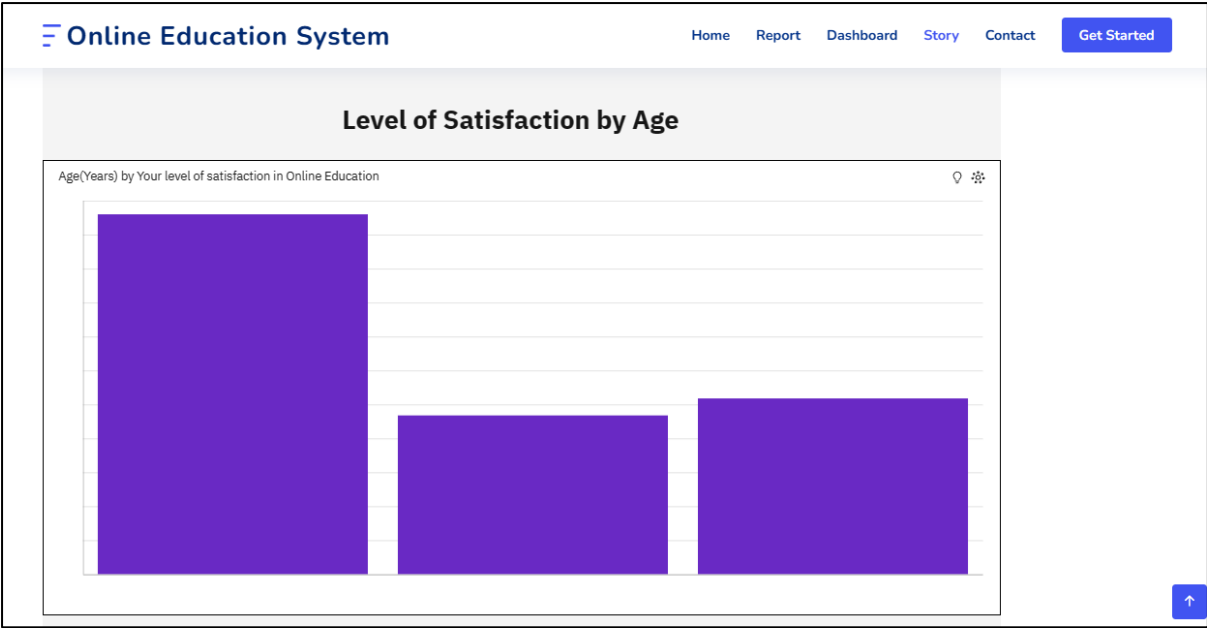 Online Education System
Home Report Dashboard Story Contact Get Started
Level of Satisfaction by Age
Age(Years) by Your level of satisfaction in Online Education